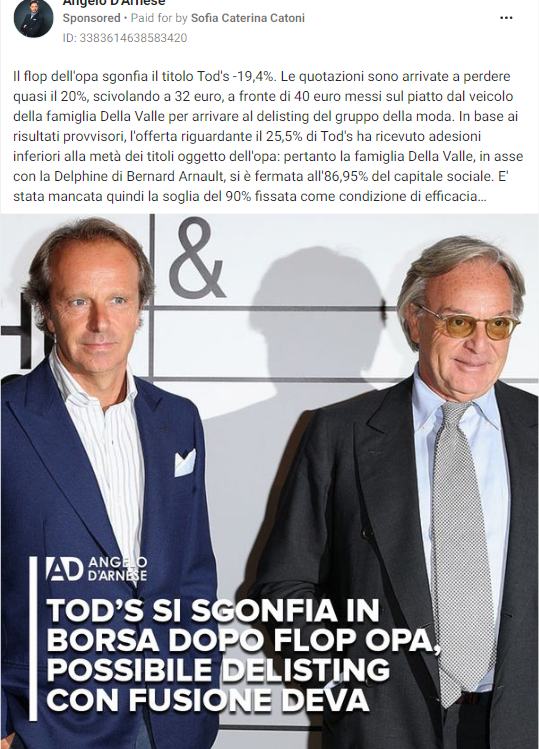 Angelo D'Arnese
Sponsored • Paid for by Sofia Caterina Catoni
ID: 3383614638583420
Il flop dell'opa sgonfia il titolo Tod's -19,4%. Le quotazioni sono arrivate a perdere
quasi il 20%, scivolando a 32 euro, a fronte di 40 euro messi sul piatto dal veicolo
della famiglia Della Valle per arrivare al delisting del gruppo della moda. In base ai
risultati provvisori, l'offerta riguardante il 25,5% di Tod's ha ricevuto adesioni
inferiori alla metà dei titoli oggetto dell'opa: pertanto la famiglia Della Valle, in asse
con la Delphine di Bernard Arnault, si è fermata all'86,95% del capitale sociale. E'
stata mancata quindi la soglia del 90% fissata come condizione di efficacia…
&
H
AD ANGELO
D'ARNESE
TOD'S SI SGONFIA IN
BORSA DOPO FLOP OPA,
POSSIBILE DELISTING
CON FUSIONE DEVA